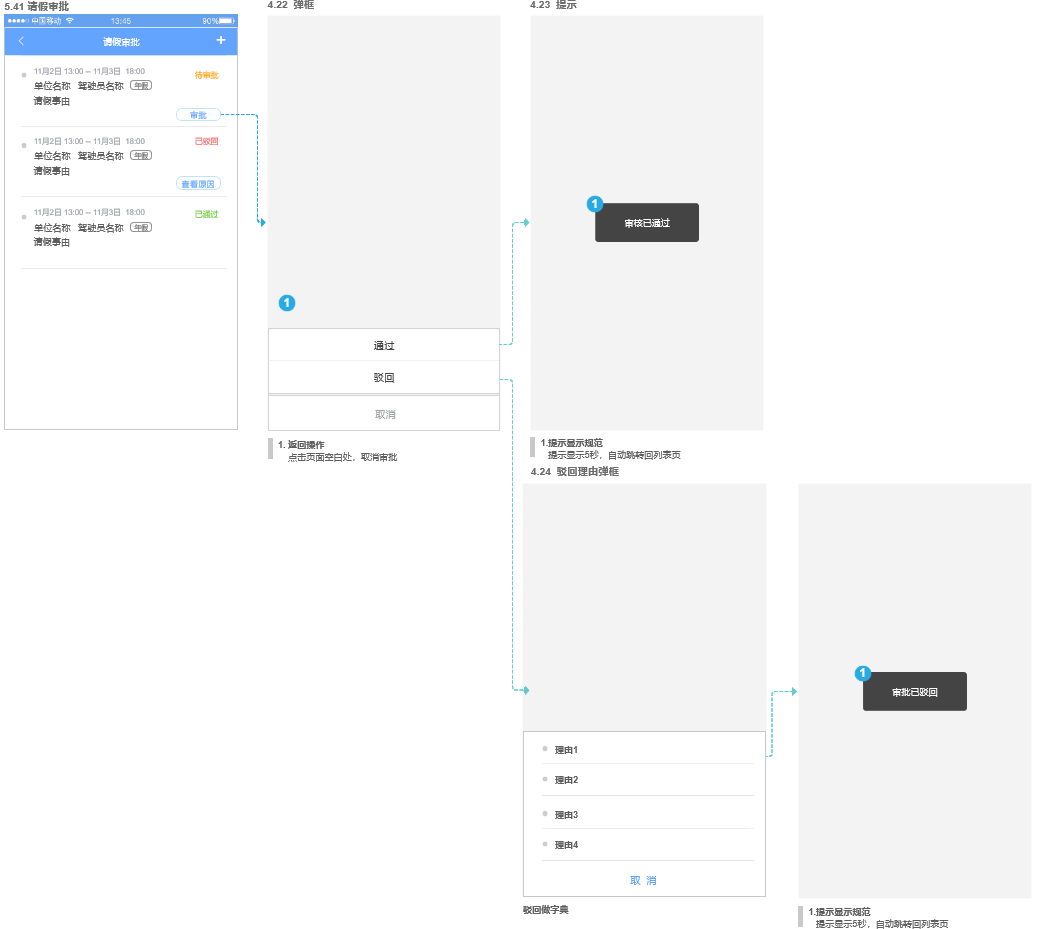 5.41 请假审批
中国移动 13:45 90%
请假审批
11月2日 13:00 -- 11月3日 18:00
待审批
单位名称 驾驶员名称 年假
请假事由
审批
11月2日 13:00 -- 11月3日 18:00
已驳回
单位名称 驾驶员名称 年假
请假事由
查看原因
11月2日 13:00 -- 11月3日 18:00
已通过
单位名称 驾驶员名称 年假
请假事由
4.22 弹框
1
通过
驳回
取消
1. 返回操作
点击页面空白处，取消审批
4.23 提示
1
审核已通过
1.提示显示规范
提示显示5秒，自动跳转回列表页
4.24 驳回理由弹框
理由1
理由2
理由3
理由4
取 消
驳回做字典
1
审批已驳回
1.提示显示规范
提示显示5秒，自动跳转回列表页